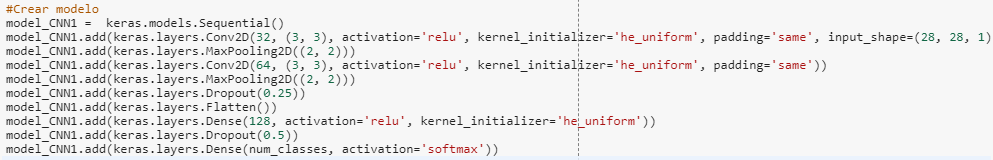 #Crear modelo
model_CNN1 =  keras.models.Sequential()
model_CNN1.add(keras.layers.Conv2D(32, (3, 3), activation='relu', kernel_initializer='he_uniform', padding='same', input_shape=(28, 28, 1)
model_CNN1.add(keras.layers.MaxPooling2D((2, 2)))
model_CNN1.add(keras.layers.Conv2D(64, (3, 3), activation='relu', kernel_initializer='he_uniform', padding='same'))
model_CNN1.add(keras.layers.MaxPooling2D((2, 2)))
model_CNN1.add(keras.layers.Dropout(0.25))
model_CNN1.add(keras.layers.Flatten())
model_CNN1.add(keras.layers.Dense(128, activation='relu', kernel_initializer='he_uniform'))
model_CNN1.add(keras.layers.Dropout(0.5))
model_CNN1.add(keras.layers.Dense(num_classes, activation='softmax'))